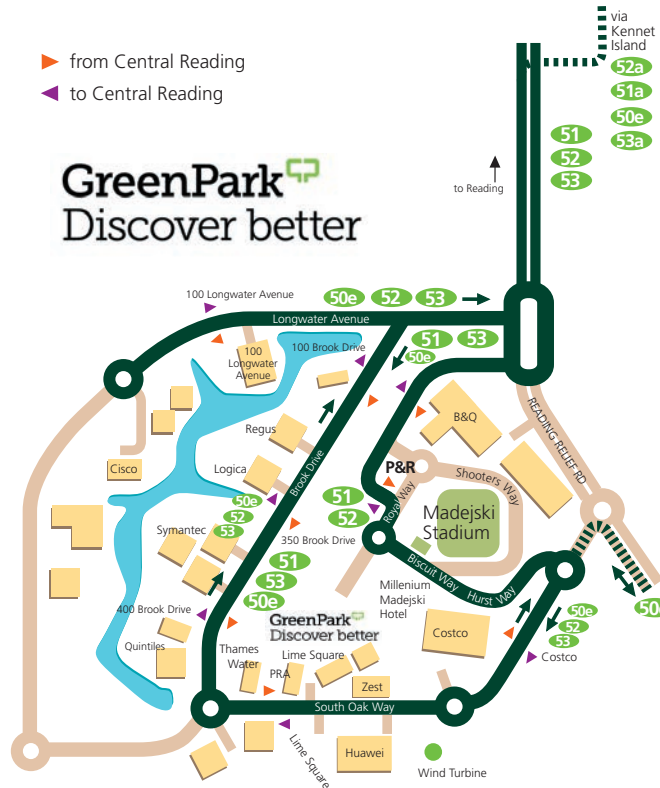 via
Kennet
Island
52a
51a
50e
53a
from Central Reading
to Central Reading
51
52
53
to Reading
GreenPark
Discover better
100 Longwater Avenue
50e 52 53
Longwater Avenue
51 53
50e
100
Longwater
Avenue
100 Brook Drive
B&Q
READING RELIEF RD
Regus
Logica
Cisco
Brook Drive
P&R
Shooters Way
Royal Way
50e
52
53
51
52
Madejski
Stadium
Symantec
350 Brook Drive
51
53
50e
Biscuit Way
Hurst Way
Millenium
Madejski
Hotel
400 Brook Drive
GreenPark
Discover better
Costco
50e
52
53
Costco
Quintiles
Thames
Water
PRA
Lime Square
Zest
South Oak Way
Lime Square
Huawei
Wind Turbine